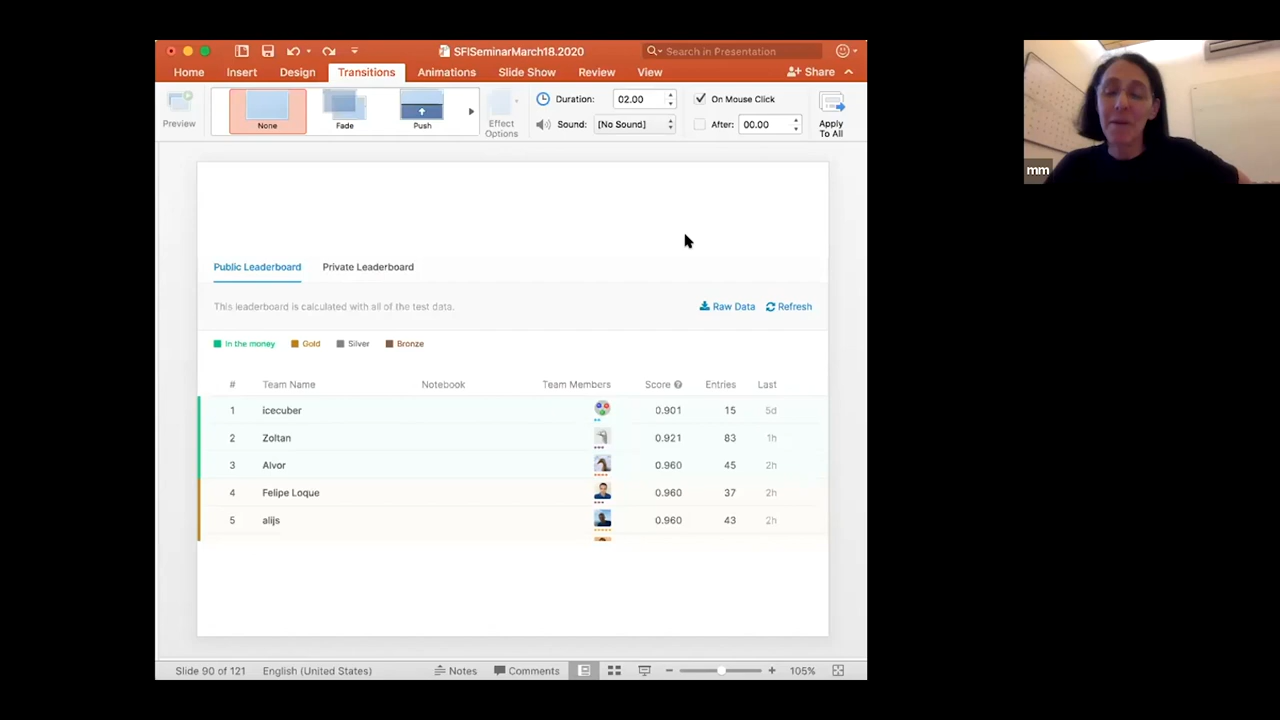 SFISeminarMarch18.2020
Search in Presentation
Home Insert Design Transitions Animations Slide Show Review View Share
Preview
None
Fade
Push
Effect Options
Duration: 02.00
Sound: [No Sound]
On Mouse Click
After: 00.00
Apply To All
mm
Public Leaderboard Private Leaderboard
This leaderboard is calculated with all of the test data.
Raw Data Refresh
In the money Gold Silver Bronze
# Team Name Notebook Team Members Score Entries Last
1 icecuber 0.901 15 5d
2 Zoltan 0.921 83 1h
3 Alvor 0.960 45 2h
4 Felipe Loque 0.960 37 2h
5 alijs 0.960 43 2h
Slide 90 of 121 English (United States) Notes Comments 105%